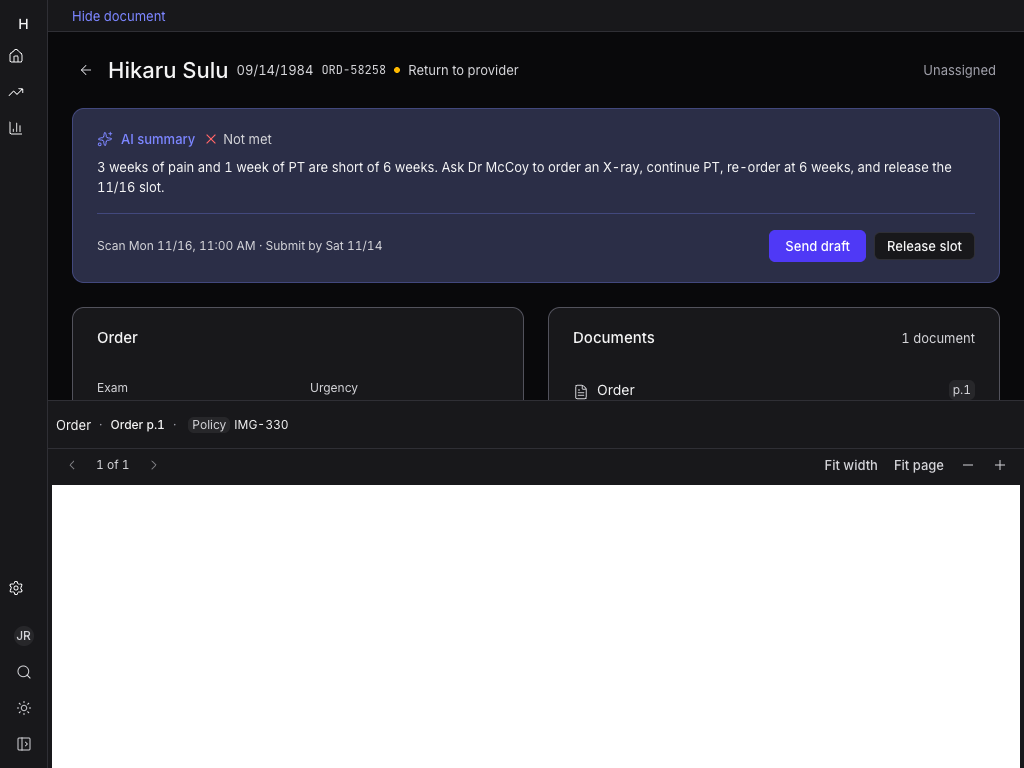 H
Hide document
Hikaru Sulu 09/14/1984 ORD-58258 Return to provider Unassigned
AI summary Not met
3 weeks of pain and 1 week of PT are short of 6 weeks. Ask Dr McCoy to order an X-ray, continue PT, re-order at 6 weeks, and release the
11/16 slot.
Scan Mon 11/16, 11:00 AM · Submit by Sat 11/14 Send draft Release slot
Order
Exam Urgency
Documents 1 document
Order p.1
Order · Order p.1 · Policy IMG-330
1 of 1 Fit width Fit page
JR